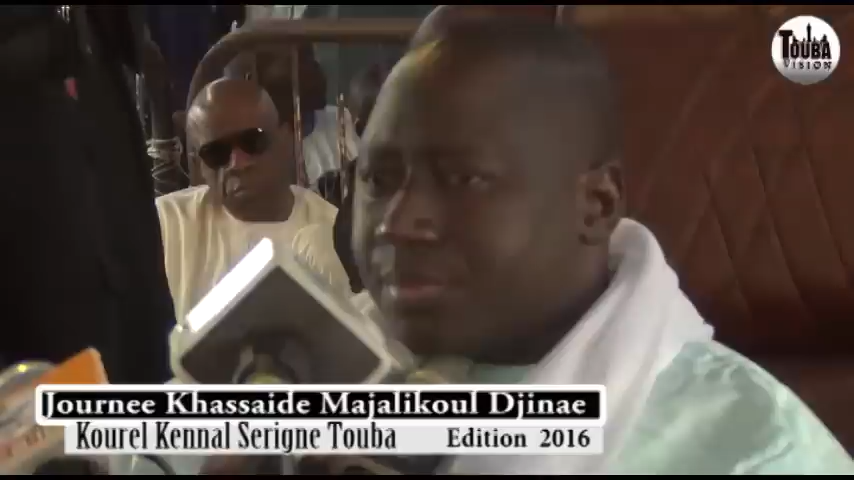 TOUBA
VISION
Journee Khassaide Majalikoul Djinae
Kourel Kennal Serigne Touba Edition 2016